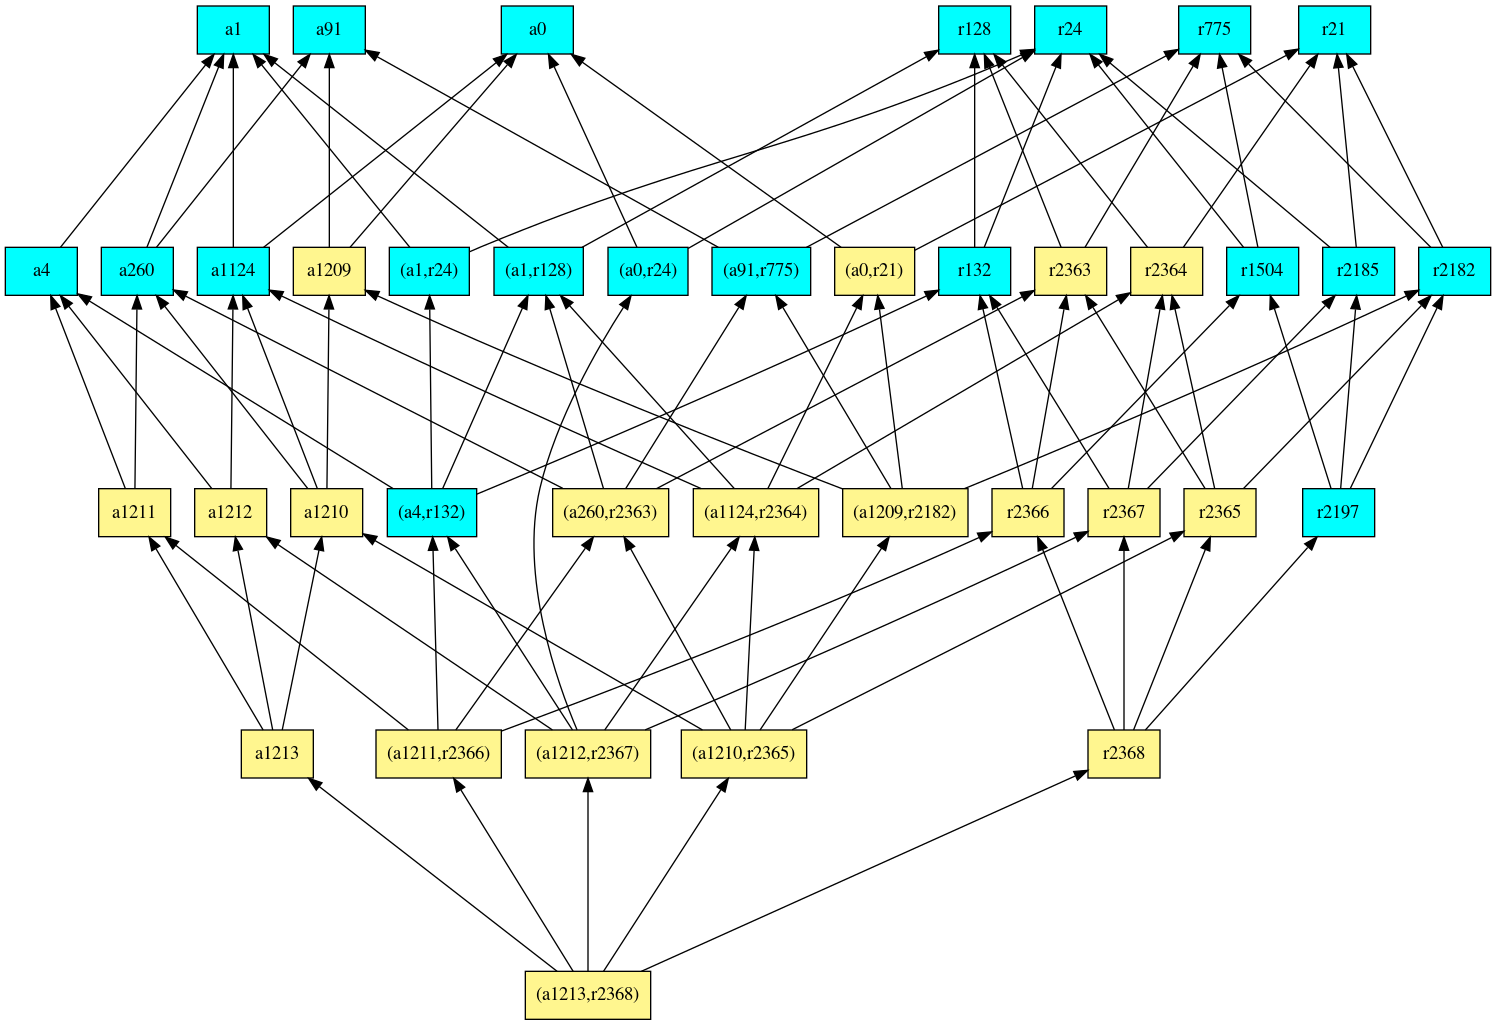 a1
a91
a0
r128
r24
r775
r21
a4
a260
a1124
a1209
(a1,r24)
(a1,r128)
(a0,r24)
(a91,r775)
(a0,r21)
r132
r2363
r2364
r1504
r2185
r2182
a1211
a1212
a1210
(a4,r132)
(a260,r2363)
(a1124,r2364)
(a1209,r2182)
r2366
r2367
r2365
r2197
a1213
(a1211,r2366)
(a1212,r2367)
(a1210,r2365)
r2368
(a1213,r2368)